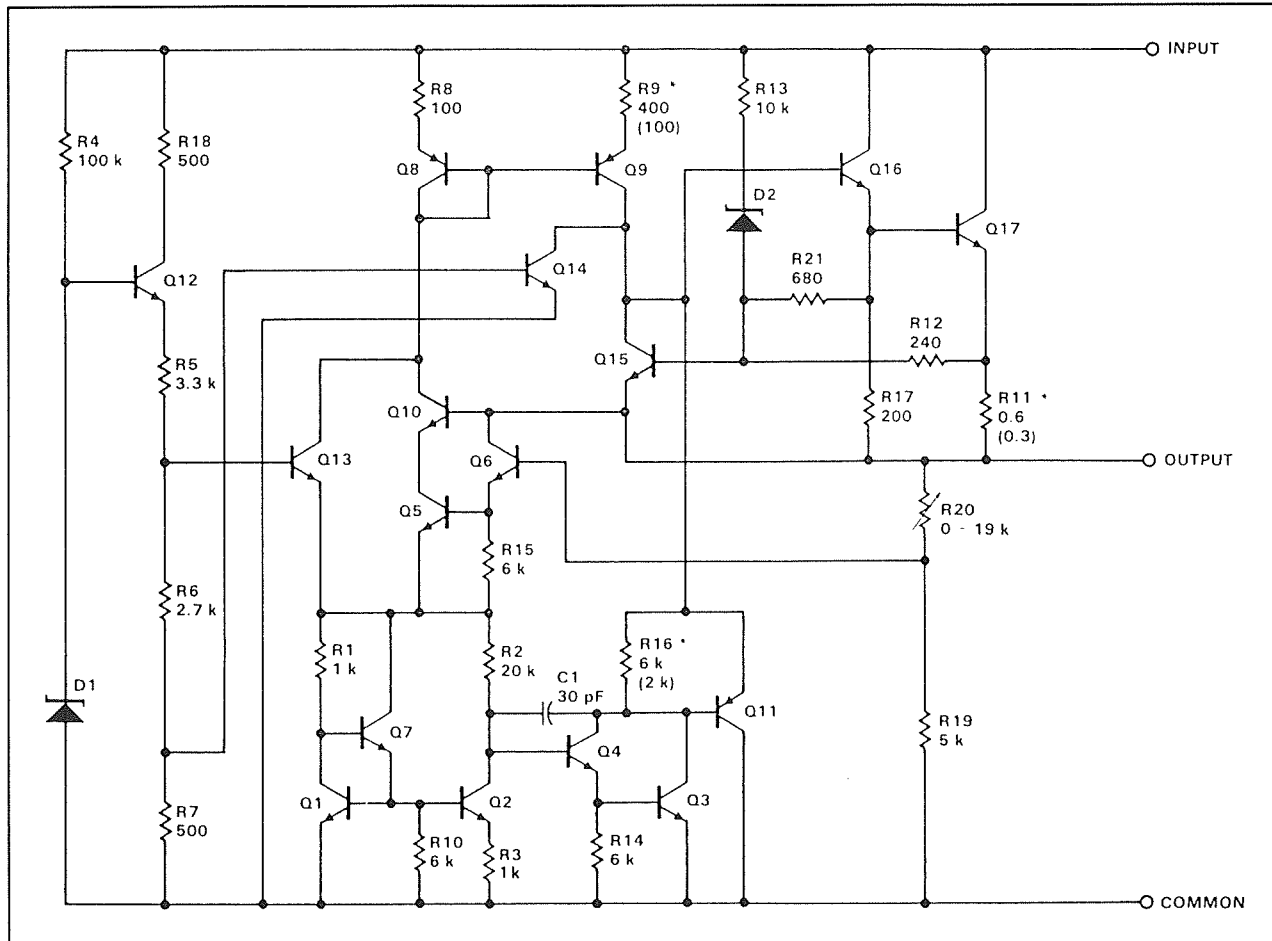 INPUT
R8
100
R9 *
400
(100)
R13
10 k
R4
100 k
R18
500
Q8
Q9
Q16
D2
Q17
Q12
Q14
R21
680
R12
240
R5
3.3 k
Q15
Q10
R17
200
R11 *
0.6
(0.3)
Q13
Q6
OUTPUT
Q5
R20
0 - 19 k
R15
6 k
R6
2.7 k
R1
1 k
R2
20 k
R16 *
6 k
(2 k)
C1
30 pF
D1
Q11
Q7
R19
5 k
Q4
Q1
Q2
Q3
R7
500
R10
6 k
R3
1k
R14
6 k
COMMON